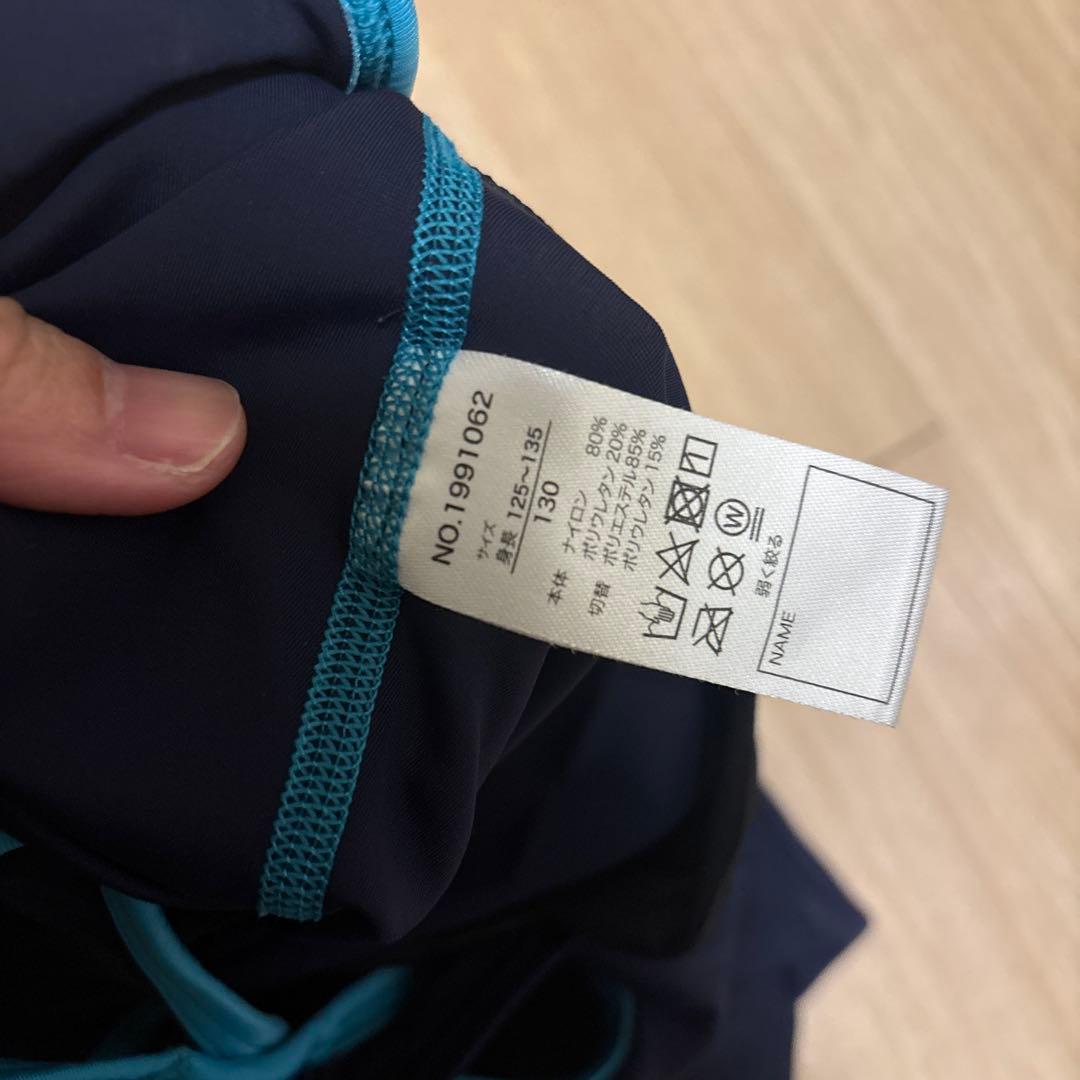 NO.1991062
サイズ
身長 125~135
130
本体 ナイロン 80%
ポリウレタン 20%
切替 ポリエステル 85%
ポリウレタン 15%
W
弱く絞る
NAME